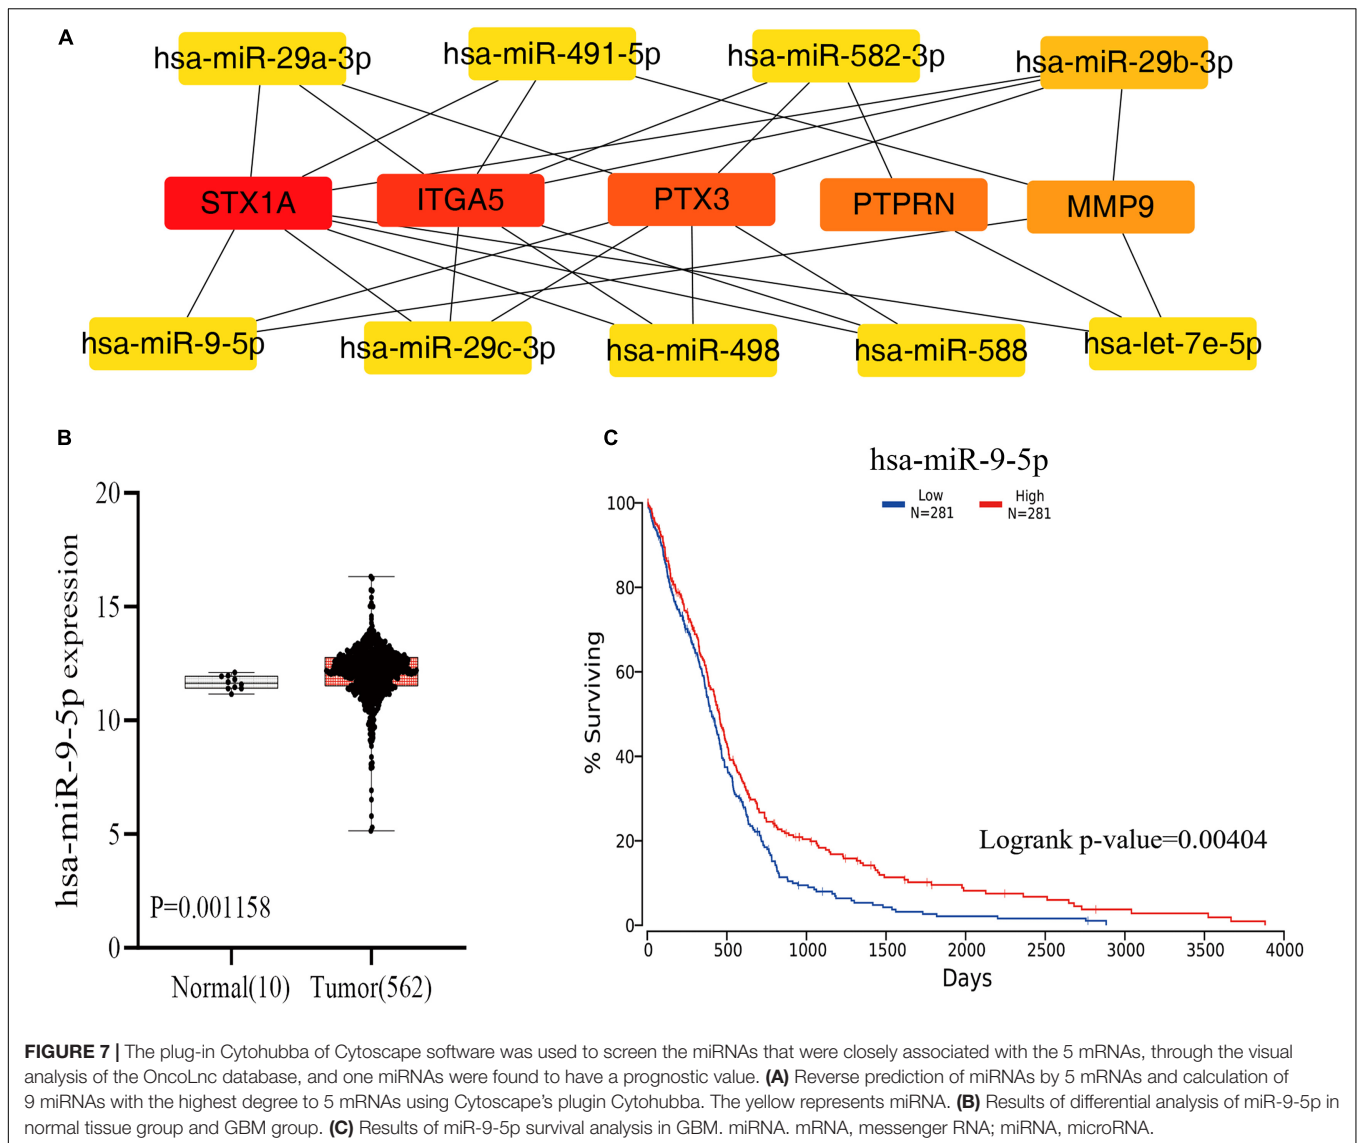 A
hsa-miR-29a-3p hsa-miR-491-5p hsa-miR-582-3p hsa-miR-29b-3p
STX1A ITGA5 PTX3 PTPRN MMP9
hsa-miR-9-5p hsa-miR-29c-3p hsa-miR-498 hsa-miR-588 hsa-let-7e-5p
B
hsa-miR-9-5p expression
20
15
10
5
0
P=0.001158
Normal(10) Tumor(562)
C
hsa-miR-9-5p
Low High
N=281 N=281
% Surviving
100
80
60
40
20
0
Logrank p-value=0.00404
0 500 1000 1500 2000 2500 3000 3500 4000
Days
FIGURE 7 | The plug-in Cytohubba of Cytoscape software was used to screen the miRNAs that were closely associated with the 5 mRNAs, through the visual
analysis of the OncoLnc database, and one miRNAs were found to have a prognostic value. (A) Reverse prediction of miRNAs by 5 mRNAs and calculation of
9 miRNAs with the highest degree to 5 mRNAs using Cytoscape's plugin Cytohubba. The yellow represents miRNA. (B) Results of differential analysis of miR-9-5p in
normal tissue group and GBM group. (C) Results of miR-9-5p survival analysis in GBM. miRNA. mRNA, messenger RNA; miRNA, microRNA.